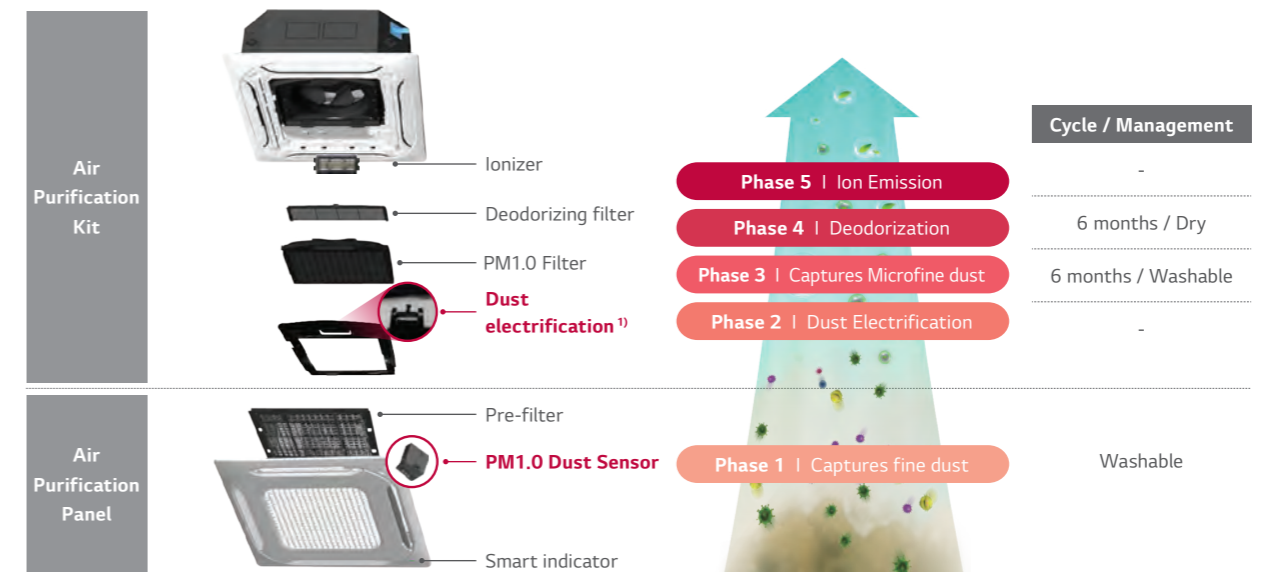 Air
Purification
Kit
Ionizer
Deodorizing filter
PM1.0 Filter
Dust
electrification 1)
Phase 5 | Ion Emission
Phase 4 | Deodorization
Phase 3 | Captures Microfine dust
Phase 2 | Dust Electrification
Cycle / Management
-
6 months / Dry
6 months / Washable
-
Air
Purification
Panel
Pre-filter
PM1.0 Dust Sensor
Smart indicator
Phase 1 | Captures fine dust
Washable